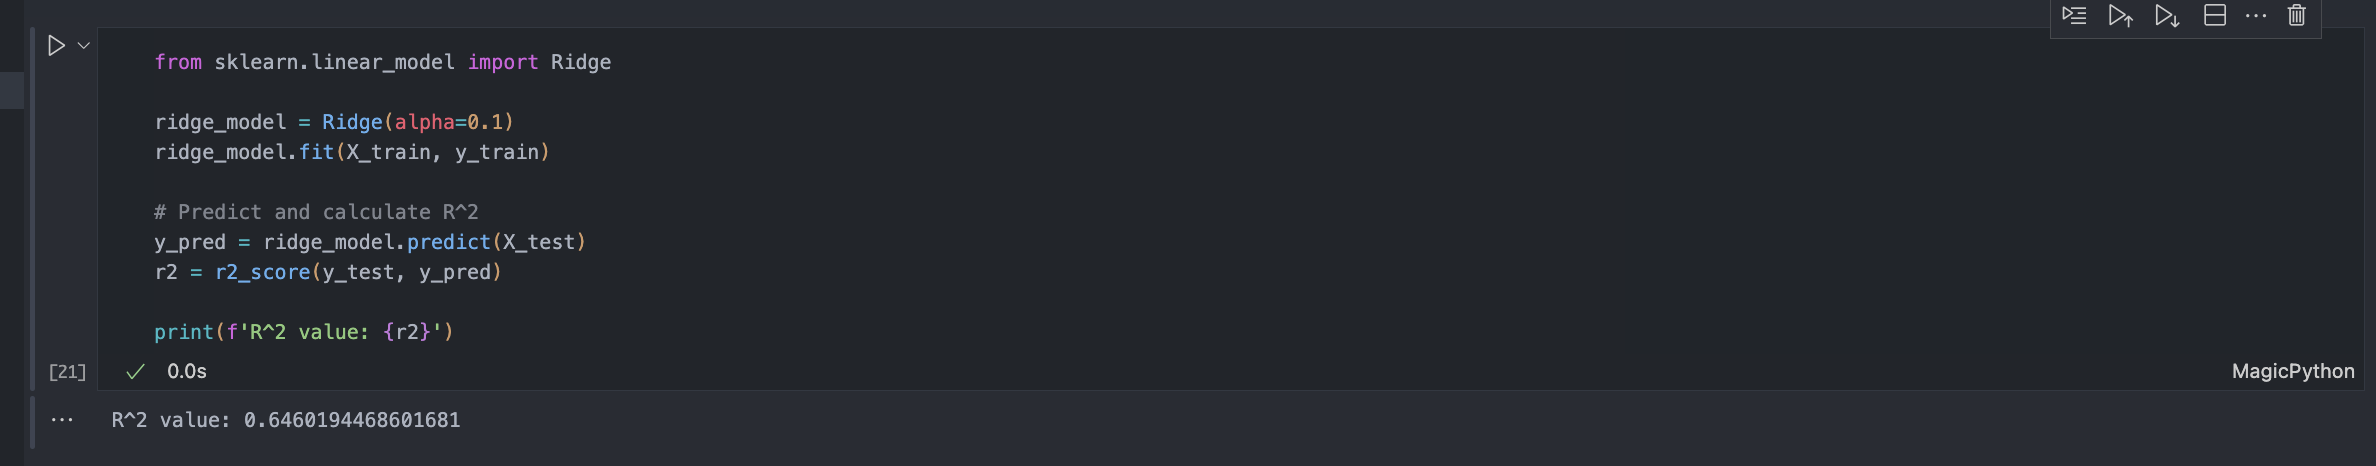 from sklearn.linear_model import Ridge
ridge_model = Ridge(alpha=0.1)
ridge_model.fit(X_train, y_train)
# Predict and calculate R^2
y_pred = ridge_model.predict(X_test)
r2 = r2_score(y_test, y_pred)
print(f'R^2 value: {r2}')
[21] 0.0s MagicPython
R^2 value: 0.6460194468601681